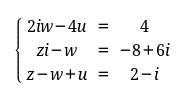 2iw−4u = 4
zi−w = −8+6i
z−w+u = 2−i